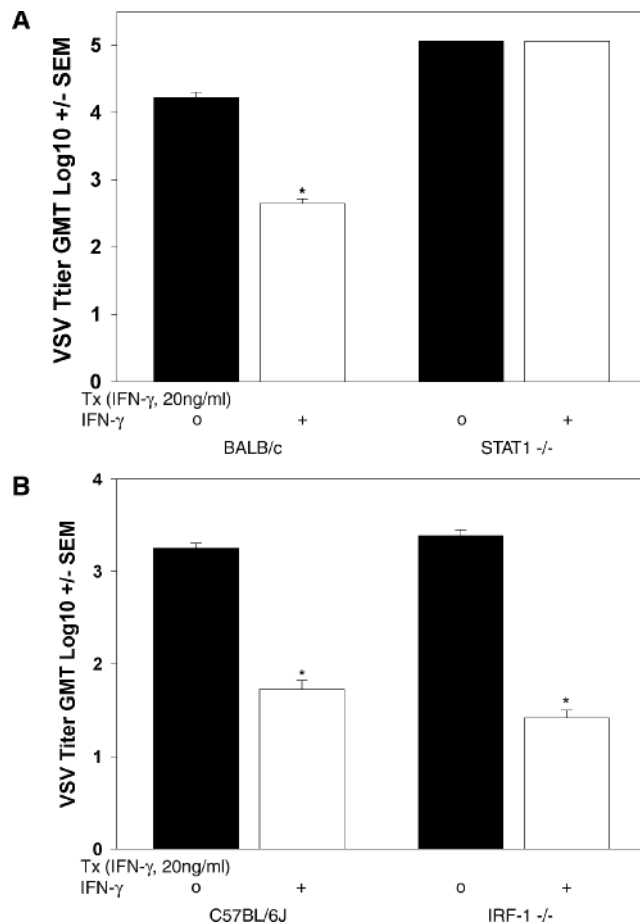 A
VSV Ttier GMT Log10 +/- SEM
5
4
3
2
1
0
*
Tx (IFN-γ, 20ng/ml)
IFN-γ o + o +
BALB/c STAT1 -/-
B
VSV Titer GMT Log10 +/- SEM
4
3
2
1
0
*
*
Tx (IFN-γ, 20ng/ml)
IFN-γ o + o +
C57BL/6J IRF-1 -/-